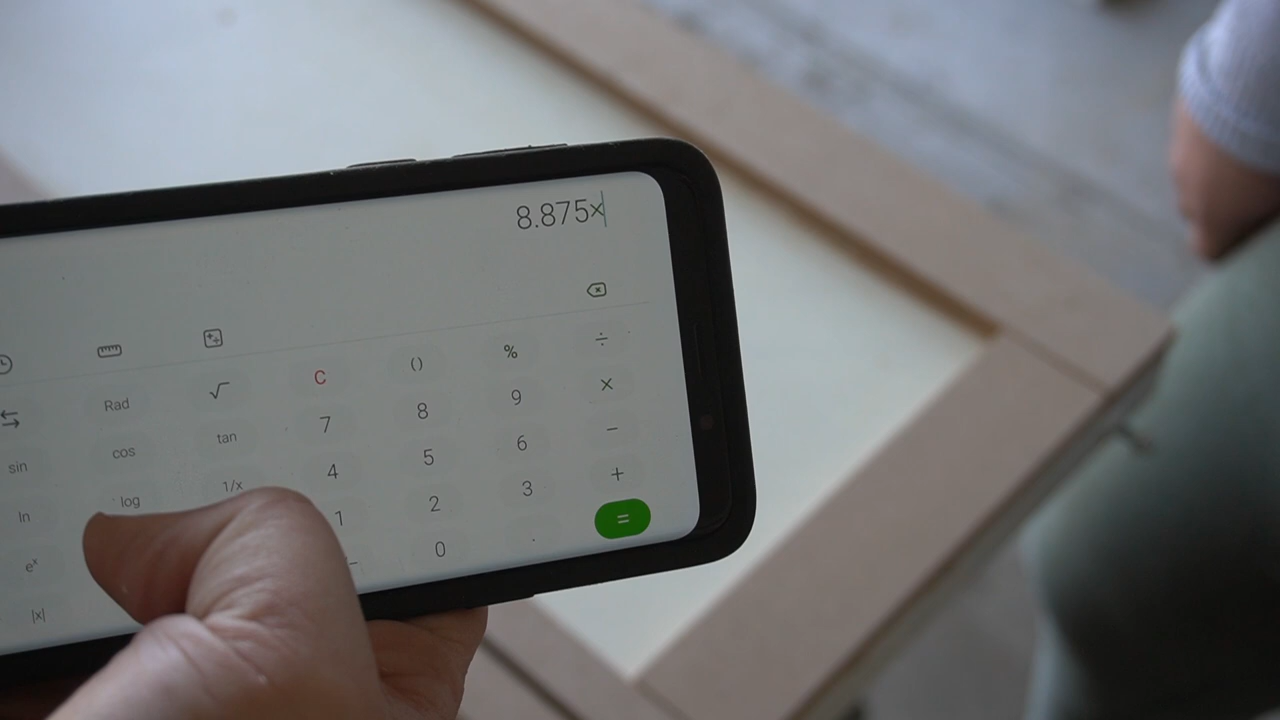 8.875×
Rad √ C () % ÷
sin cos tan 7 8 9 ×
ln log 1/x 4 5 6 −
eˣ 1 2 3 +
|x| 0 . =